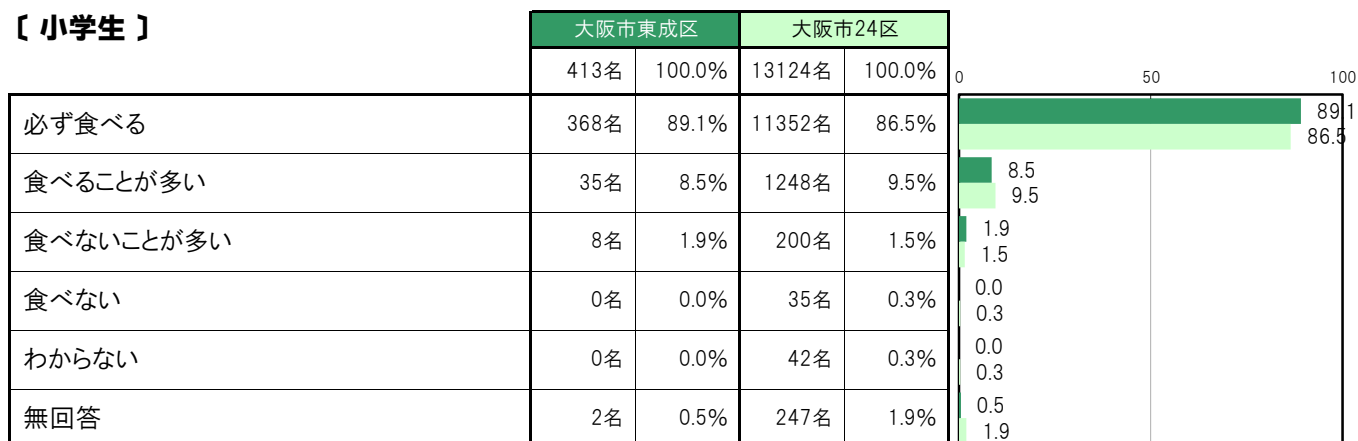 〔 小学生 〕
大阪市東成区 大阪市24区
413名 100.0% 13124名 100.0% 0 50 100
必ず食べる 368名 89.1% 11352名 86.5% 89.1
86.5
食べることが多い 35名 8.5% 1248名 9.5% 8.5
9.5
食べないことが多い 8名 1.9% 200名 1.5% 1.9
1.5
食べない 0名 0.0% 35名 0.3% 0.0
0.3
わからない 0名 0.0% 42名 0.3% 0.0
0.3
無回答 2名 0.5% 247名 1.9% 0.5
1.9